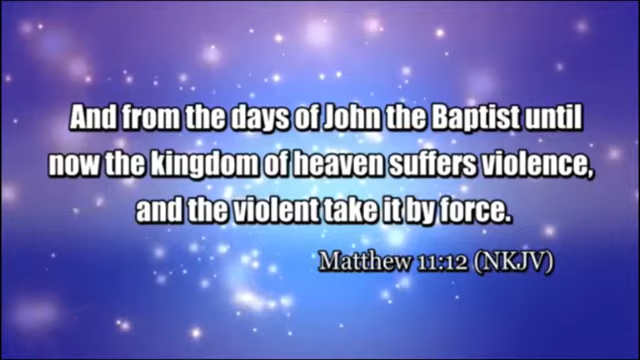 And from the days of John the Baptist until
now the kingdom of heaven suffers violence,
and the violent take it by force.
Matthew 11:12 (NKJV)